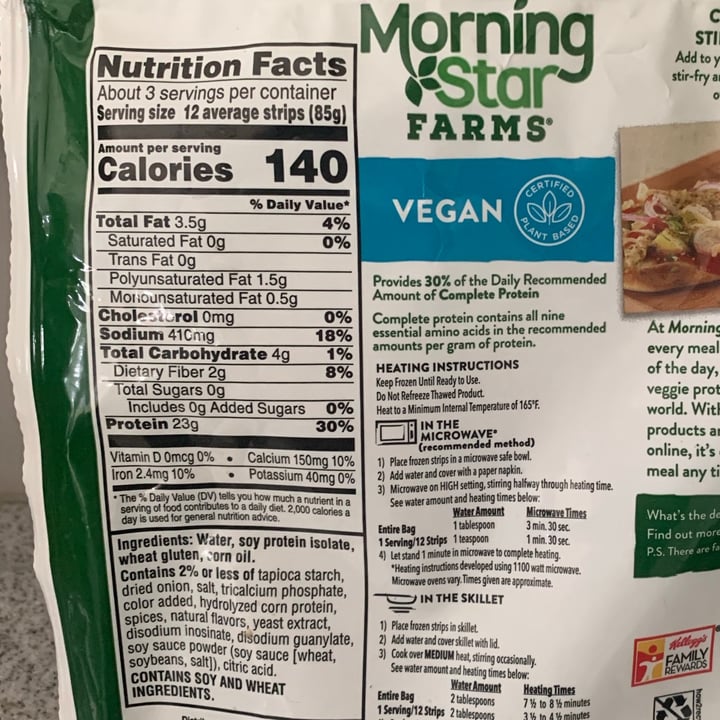 Nutrition Facts
About 3 servings per container
Serving size 12 average strips (85g)
Amount per serving
Calories 140
% Daily Value*
Total Fat 3.5g 4%
Saturated Fat 0g 0%
Trans Fat 0g
Polyunsaturated Fat 1.5g
Monounsaturated Fat 0.5g
Cholesterol 0mg 0%
Sodium 410mg 18%
Total Carbohydrate 4g 1%
Dietary Fiber 2g 8%
Total Sugars 0g
Includes 0g Added Sugars 0%
Protein 23g 30%
Vitamin D 0mcg 0% • Calcium 150mg 10%
Iron 2.4mg 10% • Potassium 40mg 0%
* The % Daily Value (DV) tells you how much a nutrient in a
serving of food contributes to a daily diet. 2,000 calories a
day is used for general nutrition advice.
Ingredients: Water, soy protein isolate,
wheat gluten, corn oil.
Contains 2% or less of tapioca starch,
dried onion, salt, tricalcium phosphate,
color added, hydrolyzed corn protein,
spices, natural flavors, yeast extract,
disodium inosinate, disodium guanylate,
soy sauce powder (soy sauce [wheat,
soybeans, salt]), citric acid.
CONTAINS SOY AND WHEAT
INGREDIENTS.
Morning
Star
FARMS®
VEGAN
CERTIFIED
PLANT BASED
Provides 30% of the Daily Recommended
Amount of Complete Protein
Complete protein contains all nine
essential amino acids in the recommended
amounts per gram of protein.
HEATING INSTRUCTIONS
Keep Frozen Until Ready to Use.
Do Not Refreeze Thawed Product.
Heat to a Minimum Internal Temperature of 165°F.
IN THE
MICROWAVE*
(recommended method)
1) Place frozen strips in a microwave safe bowl.
2) Add water and cover with a paper napkin.
3) Microwave on HIGH setting, stirring halfway through heating time.
See water amount and heating times below:
Water Amount Microwave Times
Entire Bag 1 tablespoon 3 min. 30 sec.
1 Serving/12 Strips 1 teaspoon 1 min. 30 sec.
4) Let stand 1 minute in microwave to complete heating.
*Heating instructions developed using 1100 watt microwave.
Microwave ovens vary. Times given are approximate.
IN THE SKILLET
1) Place frozen strips in skillet.
2) Add water and cover skillet with lid.
3) Cook over MEDIUM heat, stirring occasionally.
See water amount and heating times below:
Water Amount Heating Times
Entire Bag 2 tablespoons 7 ½ to 8 ½ minutes
1 Serving/12 Strips 2 tablespoons 3 ½ to 4 ½ minutes
STI
Add to y
stir-fry a
At Morning
every meal
of the day,
veggie prot
world. With
products a
online, it's
meal any ti
What's the de
Find out more
P.S. There are fa
Kellogg's
FAMILY
REWARDS
how2rec